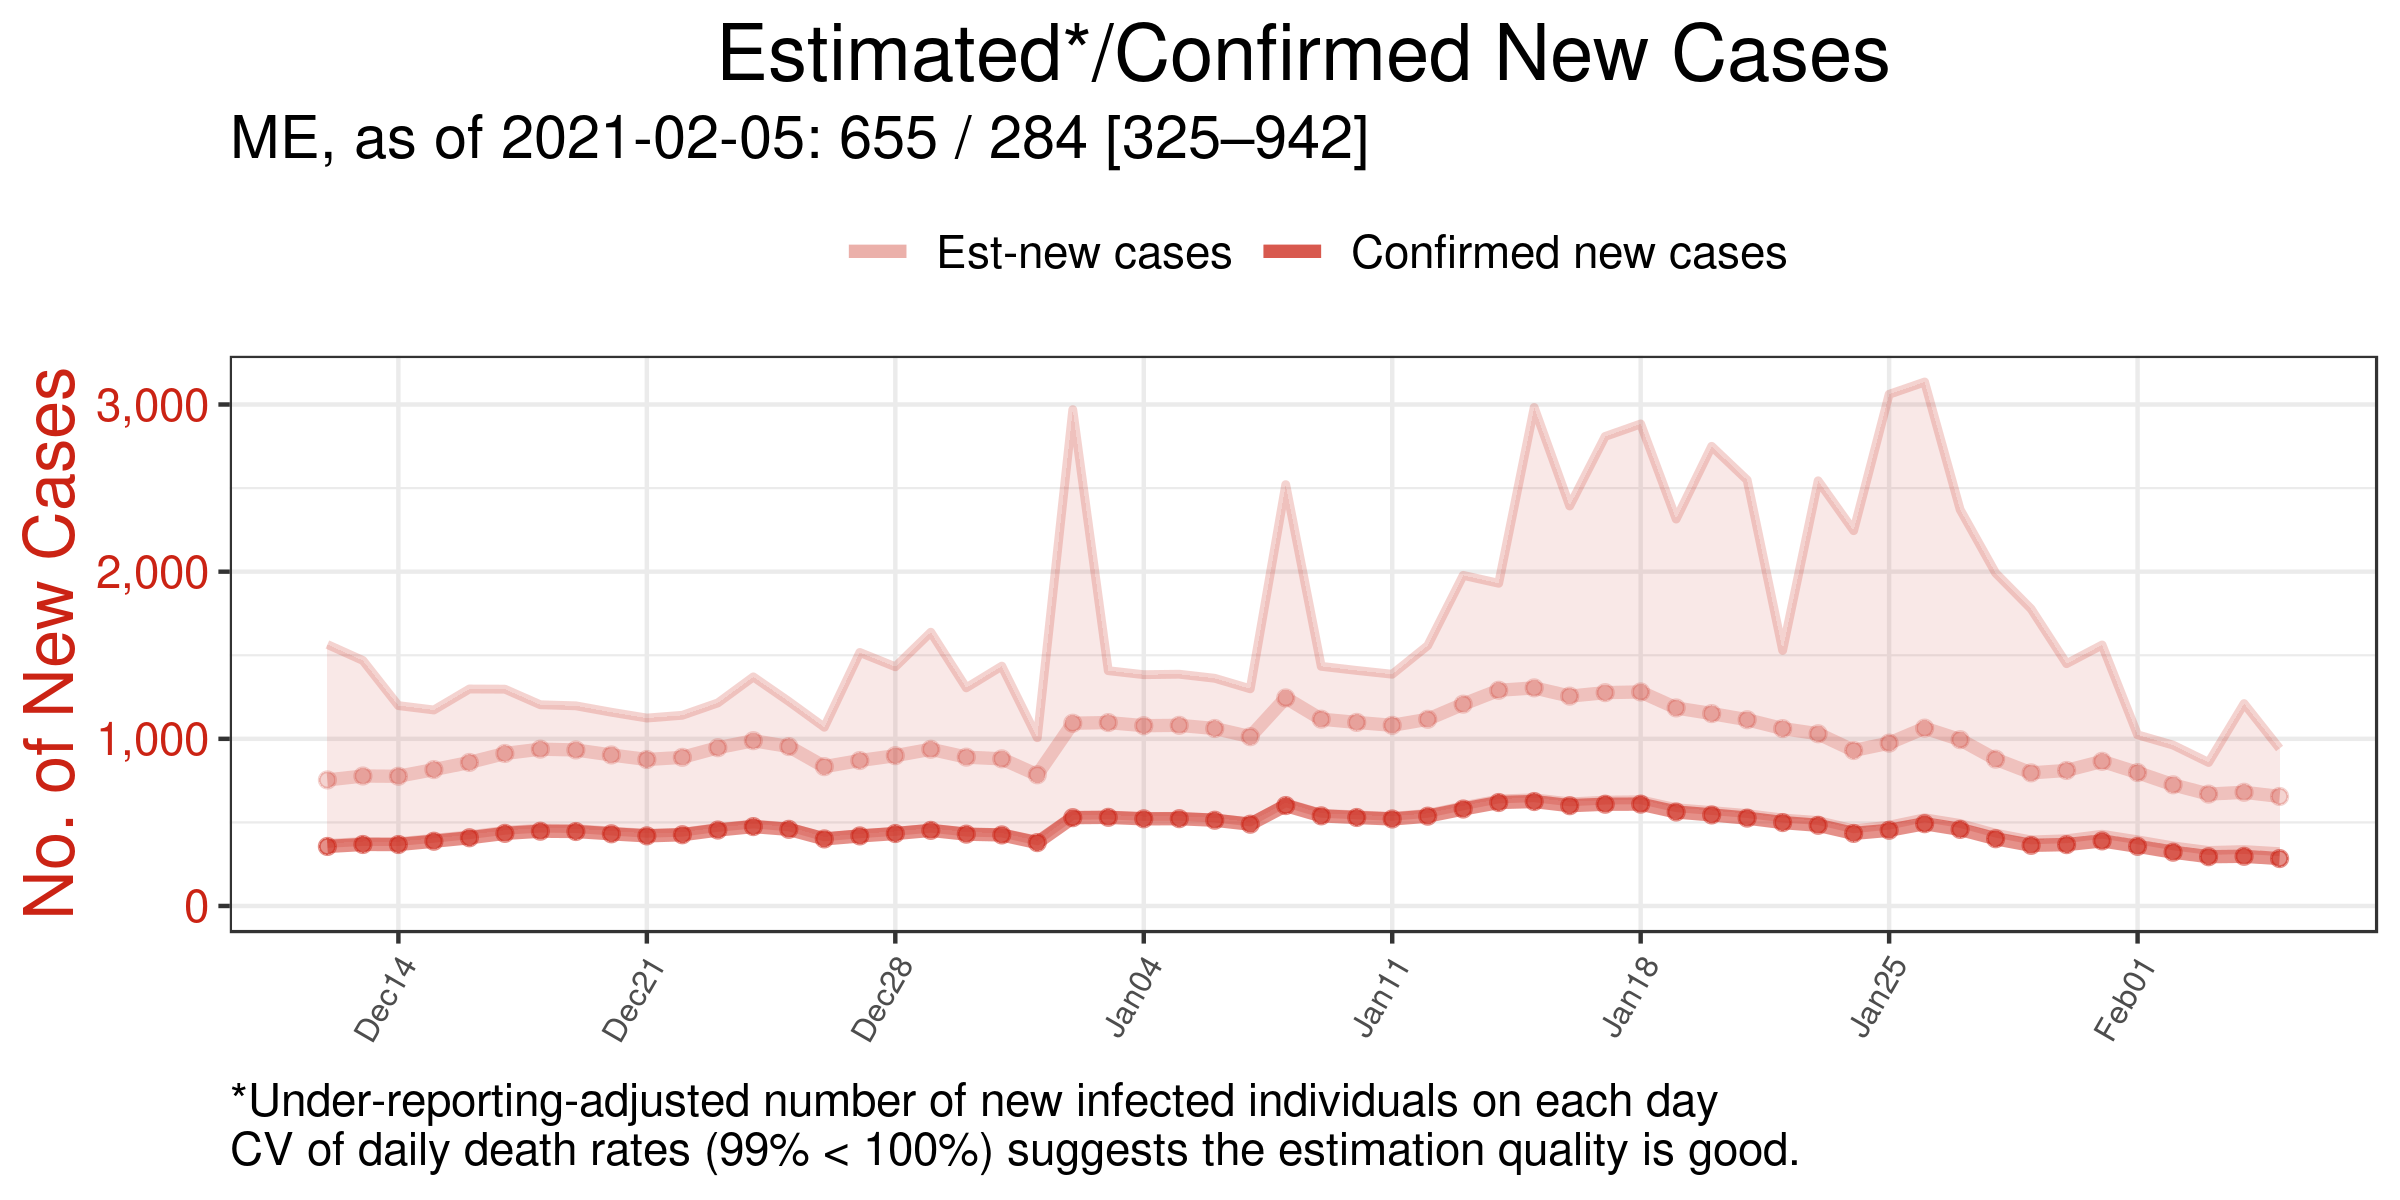 Estimated*/Confirmed New Cases
ME, as of 2021-02-05: 655 / 284 [325–942]
Est-new cases
Confirmed new cases
No. of New Cases
3,000
2,000
1,000
0
Dec14
Dec21
Dec28
Jan04
Jan11
Jan18
Jan25
Feb01
*Under-reporting-adjusted number of new infected individuals on each day
CV of daily death rates (99% < 100%) suggests the estimation quality is good.